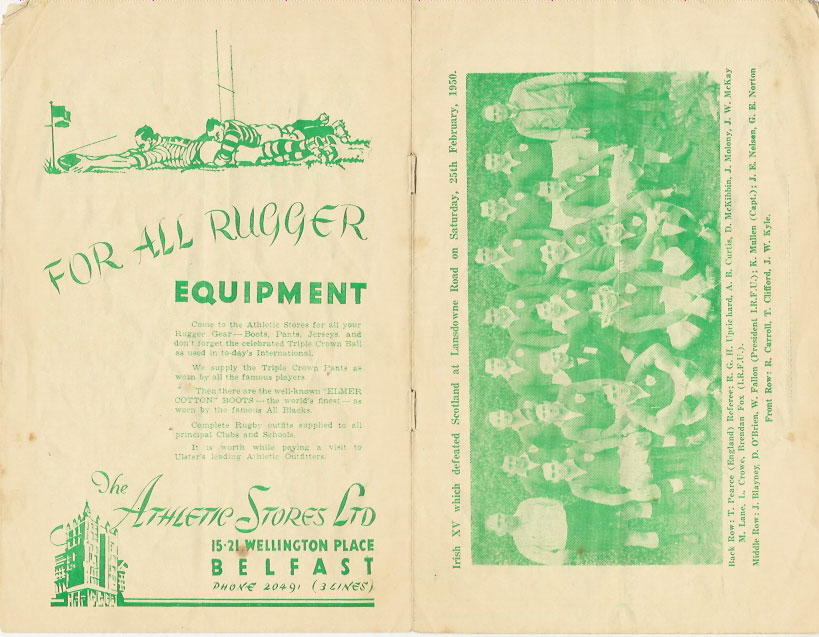 FOR ALL RUGGER
EQUIPMENT
Come to the Athletic Stores for all your
Rugger Gear—Boots, Pants, Jerseys, and
don't forget the celebrated Triple Crown Ball
as used in to-day's International.
We supply the Triple Crown Pants as
worn by all the famous players.
Then there are the well-known "ELMER
COTTON" BOOTS—the world's finest—as
worn by the famous All Blacks.
Complete Rugby outfits supplied to all
principal Clubs and Schools.
It is worth while paying a visit to
Ulster's leading Athletic Outfitters.
The ATHLETIC STORES LTD
15-21 WELLINGTON PLACE
BELFAST
PHONE 20491 (3 LINES)
Irish XV which defeated Scotland at Lansdowne Road on Saturday, 25th February, 1950.
Back Row: T. Pearce (England) Referee; R. G. H. Uprichard, A. B. Curtis, D. McKibbin, J. Molony, J. W. McKay
M. Lane, L. Crowe, Brendan Fox (I.R.F.U.).
Middle Row: J. Blayney, D. O'Brien, W. Fallon (President I.R.F.U.); K. Mullen (Capt.); J. E. Nelson, G. E. Norton
Front Row: R. Carroll, T. Clifford, J. W. Kyle.